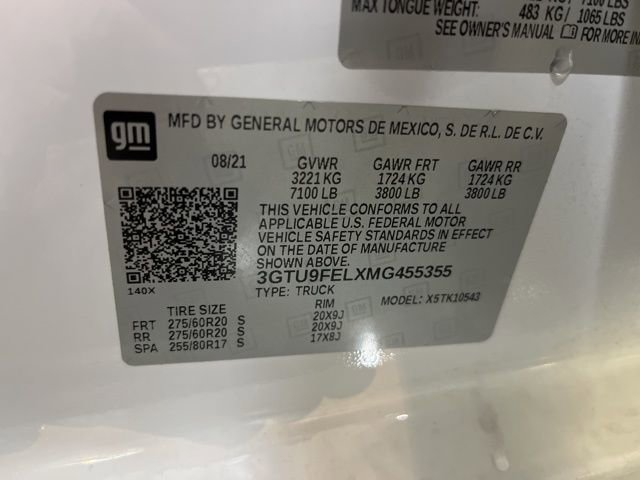 7100 LBS
MAX TONGUE WEIGHT: 483 KG / 1065 LBS
SEE OWNER'S MANUAL FOR MORE
gm
MFD BY GENERAL MOTORS DE MEXICO, S. DE R.L. DE C.V.
08/21 GVWR GAWR FRT GAWR RR
3221 KG 1724 KG 1724 KG
7100 LB 3800 LB 3800 LB
THIS VEHICLE CONFORMS TO ALL
APPLICABLE U.S. FEDERAL MOTOR
VEHICLE SAFETY STANDARDS IN EFFECT
ON THE DATE OF MANUFACTURE
SHOWN ABOVE.
3GTU9FELXMG455355
140X
TYPE: TRUCK MODEL: X5TK10543
TIRE SIZE RIM
FRT 275/60R20 S 20X9J
RR 275/60R20 S 20X9J
SPA 255/80R17 S 17X8J